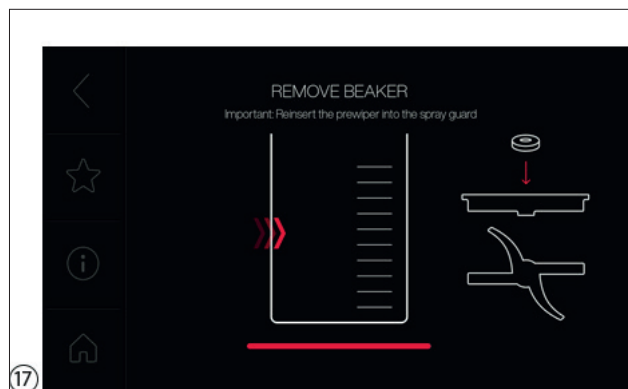 REMOVE BEAKER
Important: Reinsert the prewiper into the spray guard
17